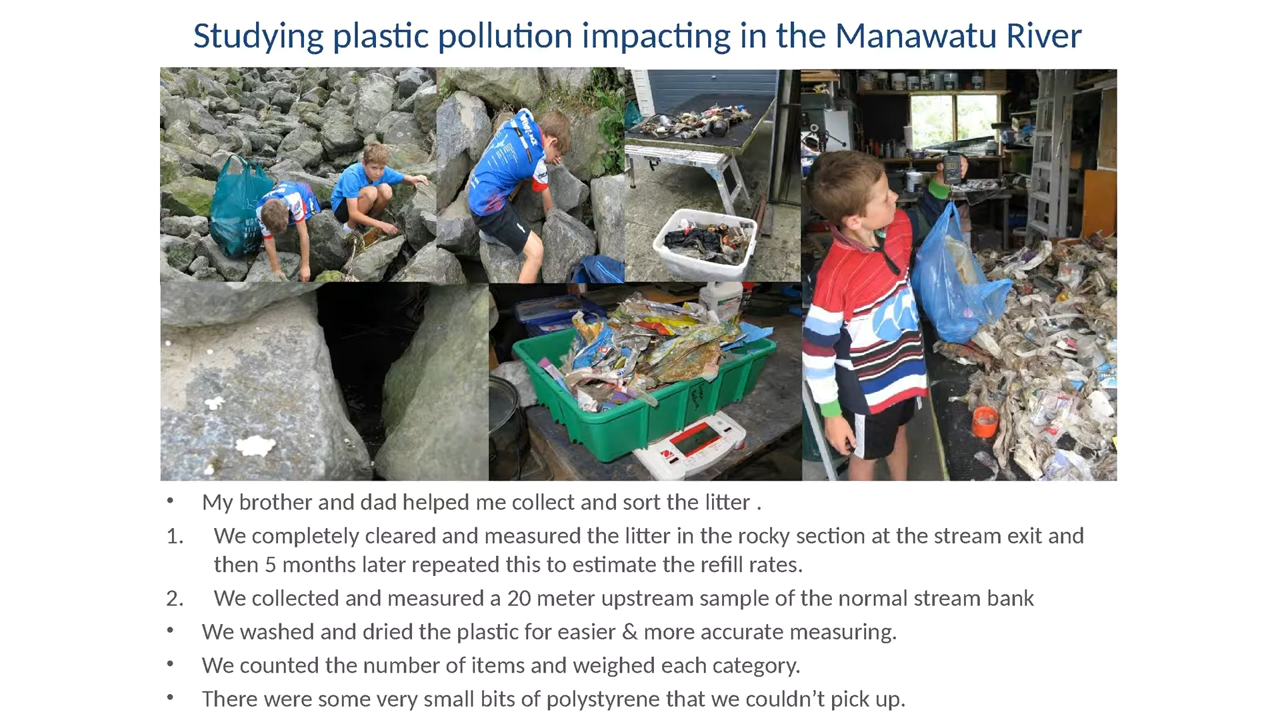 Studying plastic pollution impacting in the Manawatu River
• My brother and dad helped me collect and sort the litter .
1. We completely cleared and measured the litter in the rocky section at the stream exit and
then 5 months later repeated this to estimate the refill rates.
2. We collected and measured a 20 meter upstream sample of the normal stream bank
• We washed and dried the plastic for easier & more accurate measuring.
• We counted the number of items and weighed each category.
• There were some very small bits of polystyrene that we couldn’t pick up.